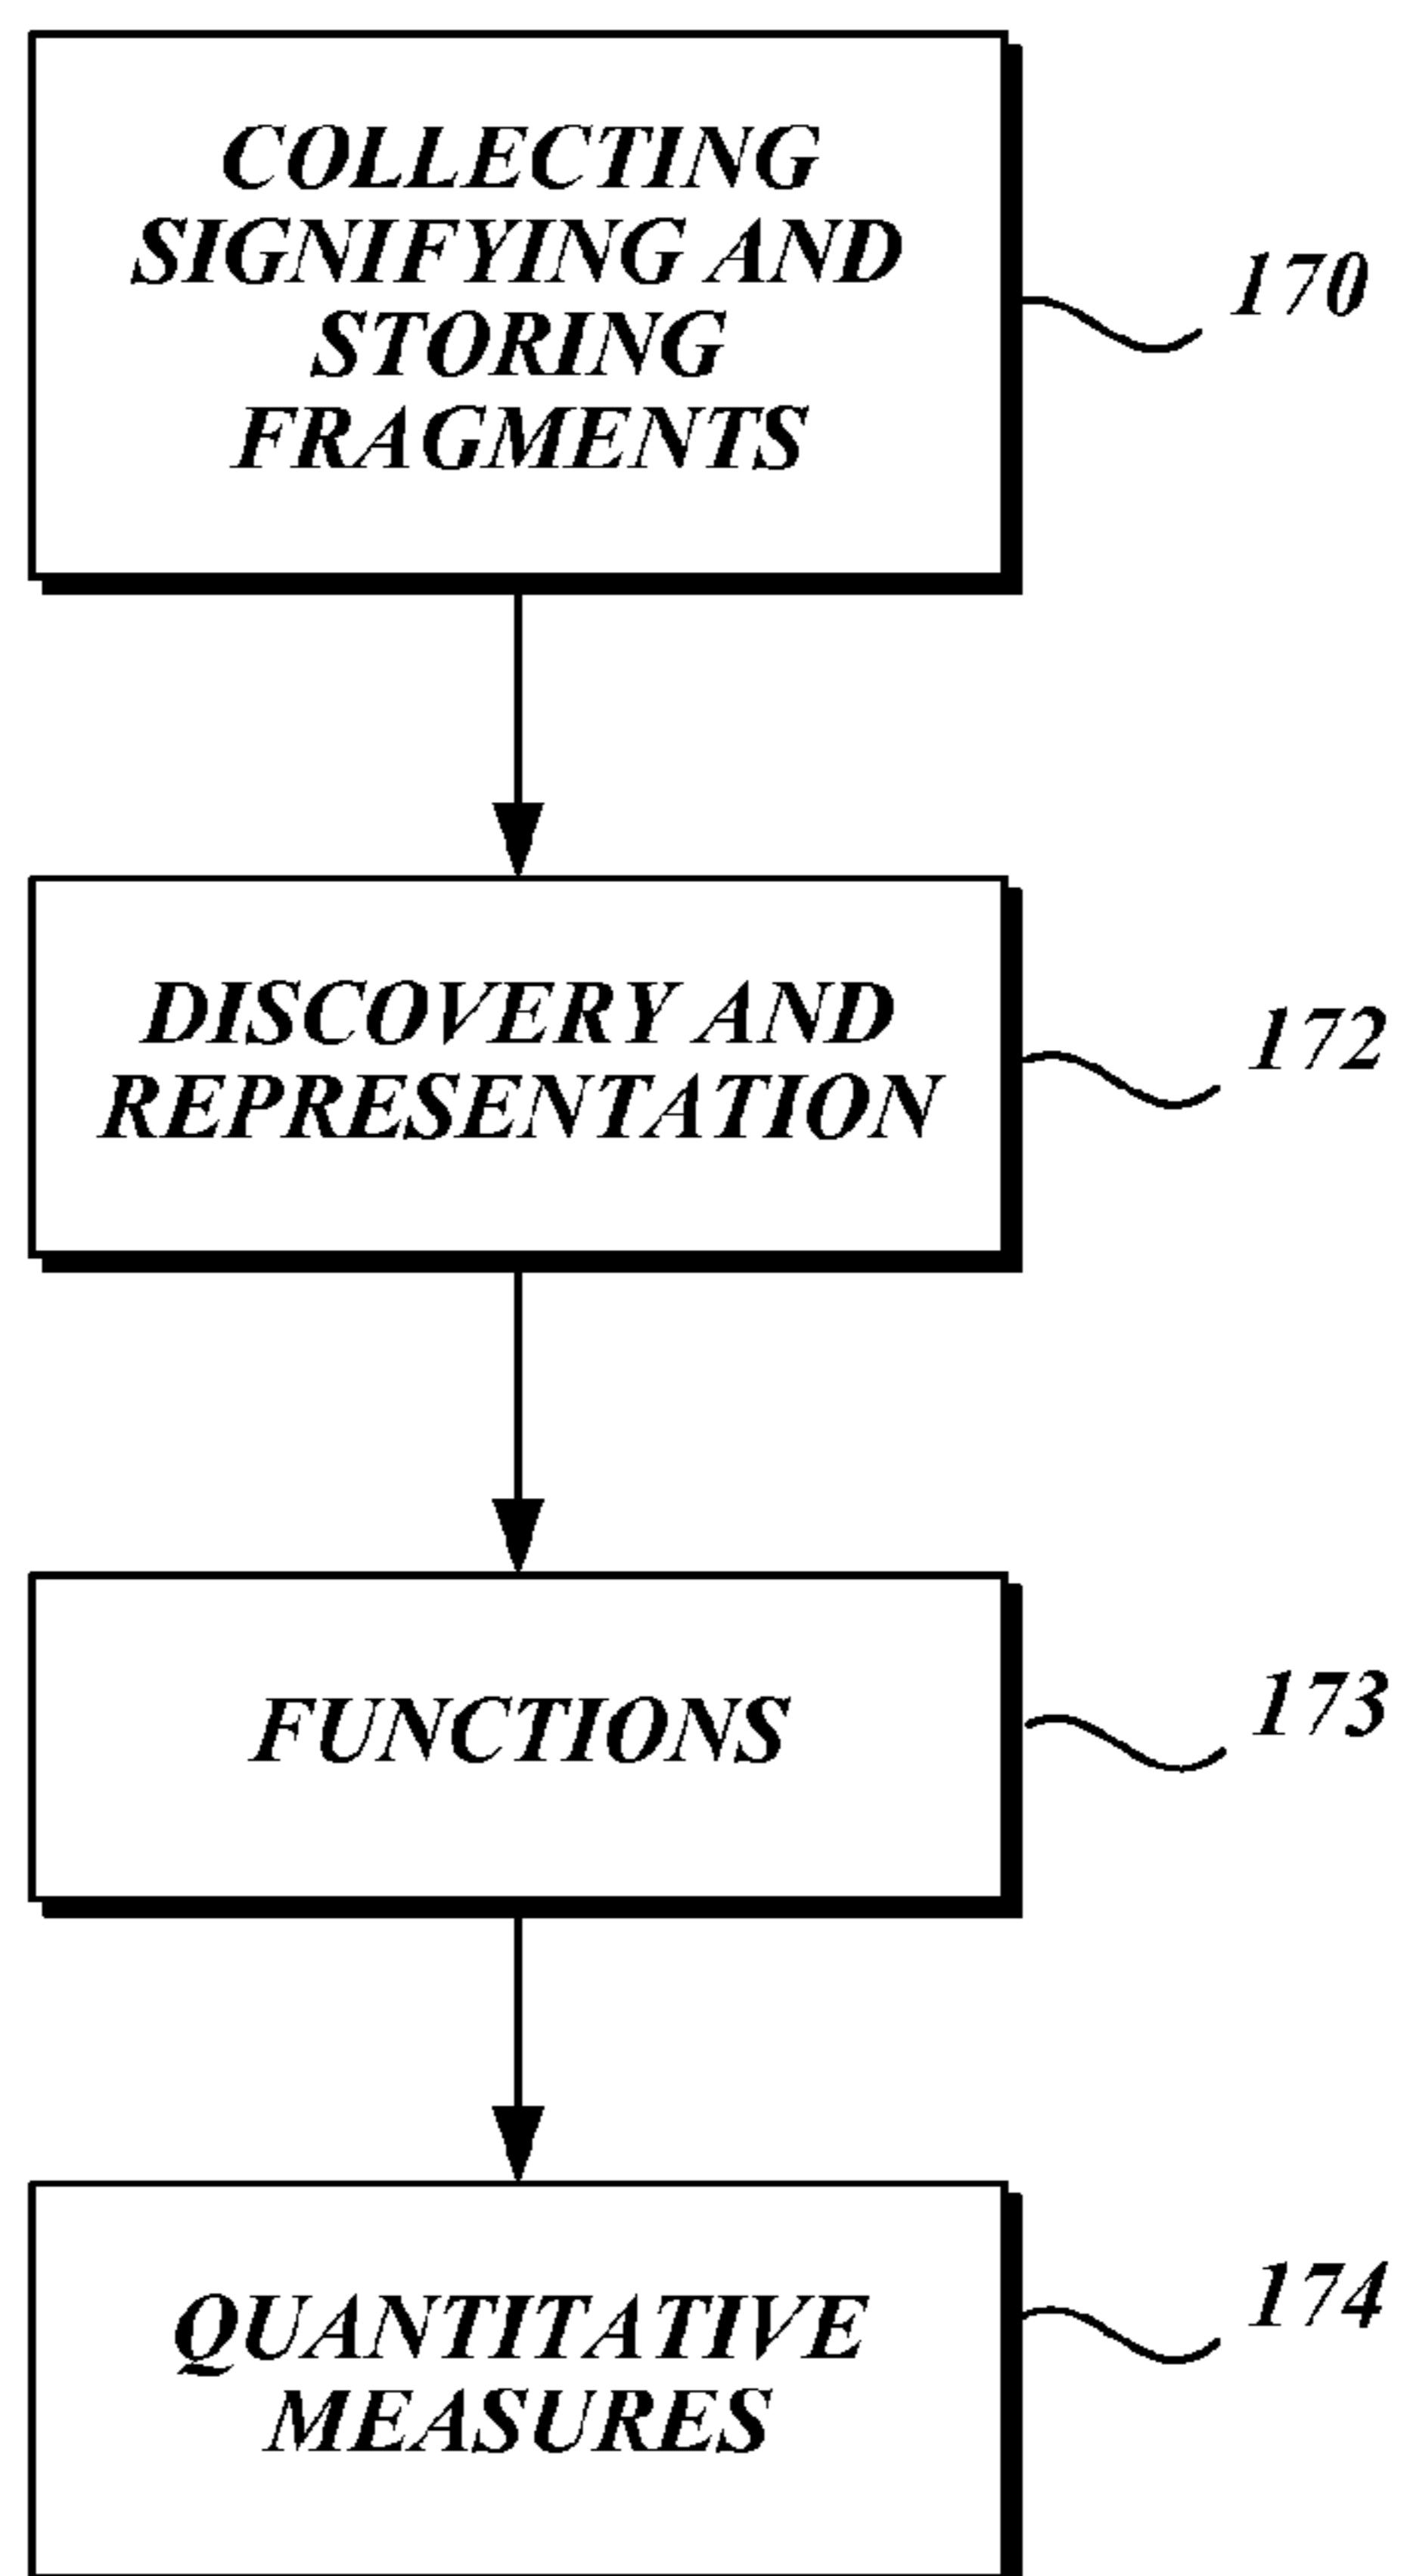 COLLECTING
SIGNIFYING AND
STORING
FRAGMENTS
170
DISCOVERY AND
REPRESENTATION
172
FUNCTIONS
173
QUANTITATIVE
MEASURES
174